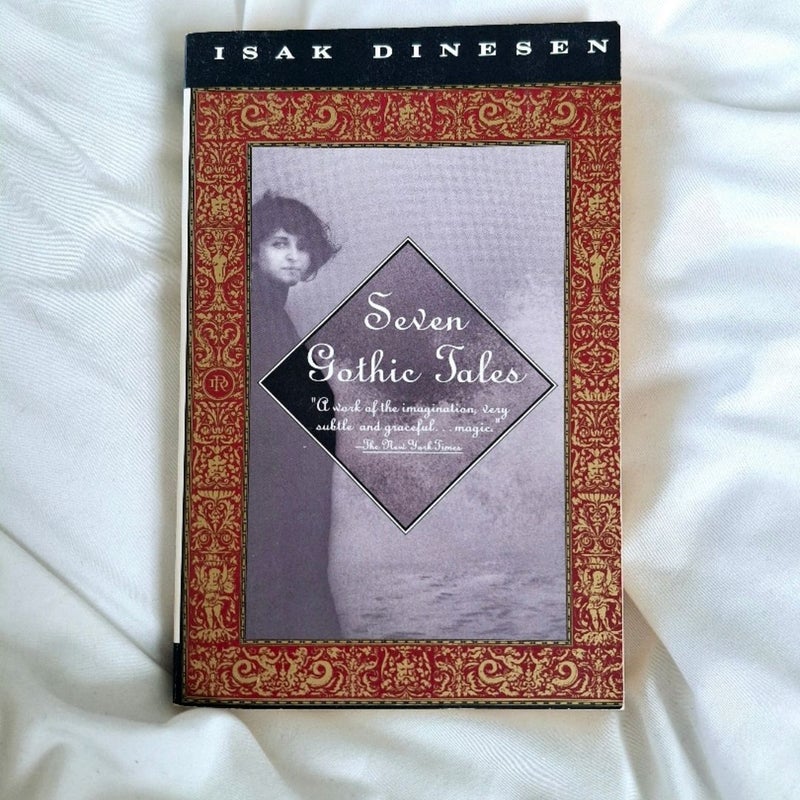 ISAK DINESEN
Seven
Gothic Tales
"A work of the imagination, very
subtle and graceful. . . magic."
—The New York Times